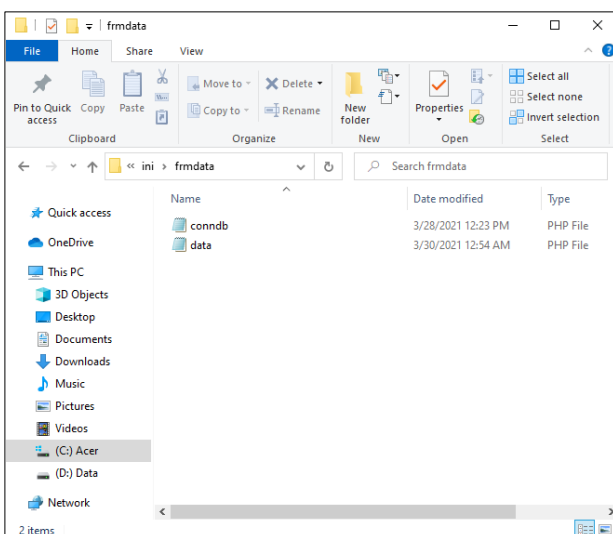 frmdata
File Home Share View
Pin to Quick access
Copy
Paste
Move to
Copy to
Delete
Rename
New folder
Properties
Select all
Select none
Invert selection
Clipboard Organize New Open Select
« ini › frmdata
Search frmdata
Name Date modified Type
conndb 3/28/2021 12:23 PM PHP File
data 3/30/2021 12:54 AM PHP File
Quick access
OneDrive
This PC
3D Objects
Desktop
Documents
Downloads
Music
Pictures
Videos
(C:) Acer
(D:) Data
Network
2 items